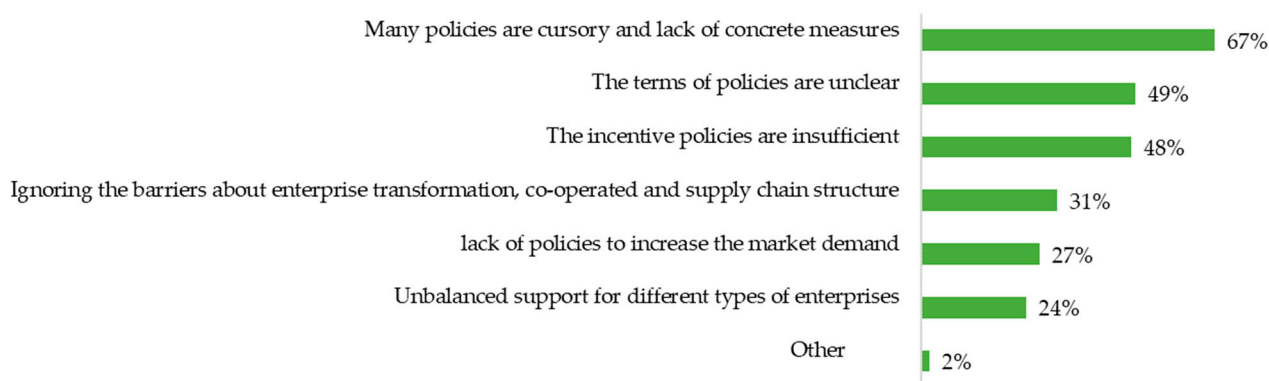 Many policies are cursory and lack of concrete measures
67%
The terms of policies are unclear
49%
The incentive policies are insufficient
48%
Ignoring the barriers about enterprise transformation, co-operated and supply chain structure
31%
lack of policies to increase the market demand
27%
Unbalanced support for different types of enterprises
24%
Other
2%